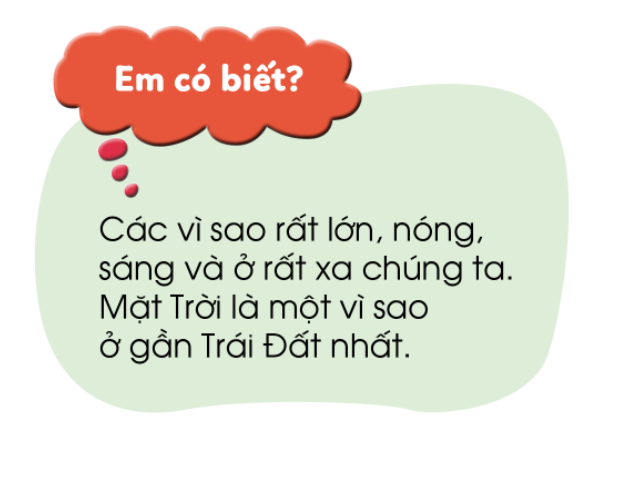 Em có biết?
Các vì sao rất lớn, nóng,
sáng và ở rất xa chúng ta.
Mặt Trời là một vì sao
ở gần Trái Đất nhất.